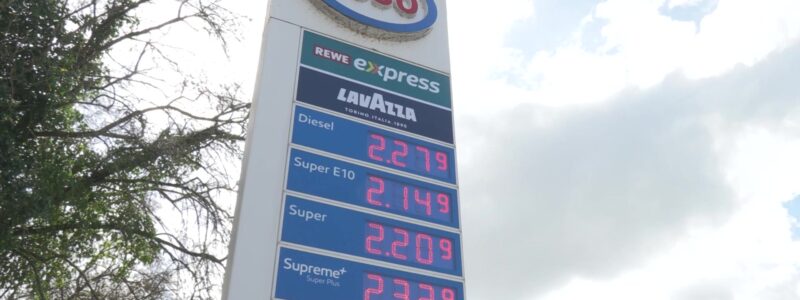 REWE express
LAVAZZA
TORINO, ITALIA, 1895
Diesel 2.279
Super E10 2.149
Super 2.209
Supreme+
Super Plus